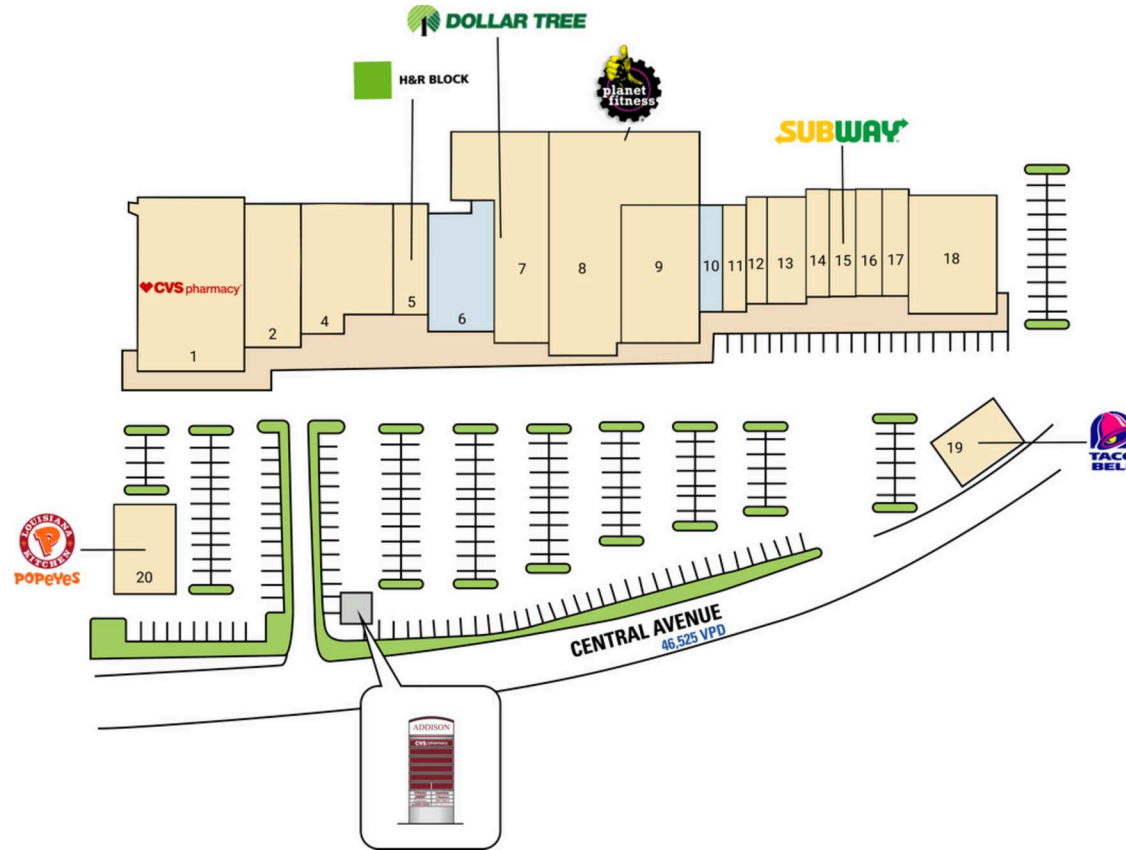 DOLLAR TREE
H&R BLOCK
planet
fitness
SUBWAY
CVS pharmacy
1
2
4
5
6
7
8
9
10
11
12
13
14
15
16
17
18
19
TACO
BELL
LOUISIANA
KITCHEN
POPEYES
20
CENTRAL AVENUE
46,525 VPD
ADDISON
CVS pharmacy